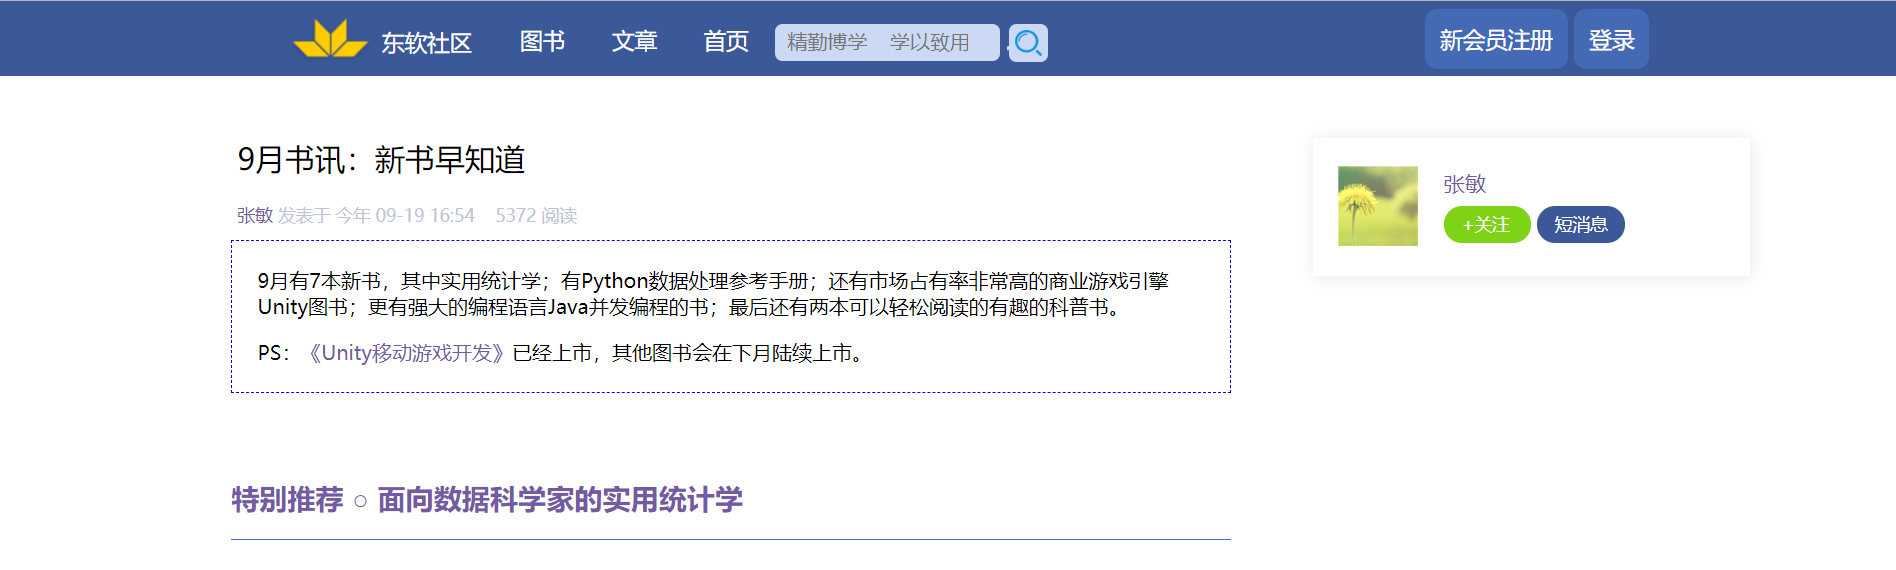 东软社区 图书 文章 首页 精勤博学 学以致用 新会员注册 登录
9月书讯：新书早知道
张敏 发表于 今年 09-19 16:54 5372 阅读
9月有7本新书，其中实用统计学；有Python数据处理参考手册；还有市场占有率非常高的商业游戏引擎
Unity图书；更有强大的编程语言Java并发编程的书；最后还有两本可以轻松阅读的有趣的科普书。
PS：《Unity移动游戏开发》已经上市，其他图书会在下月陆续上市。
特别推荐 ○ 面向数据科学家的实用统计学
张敏
+关注 短消息